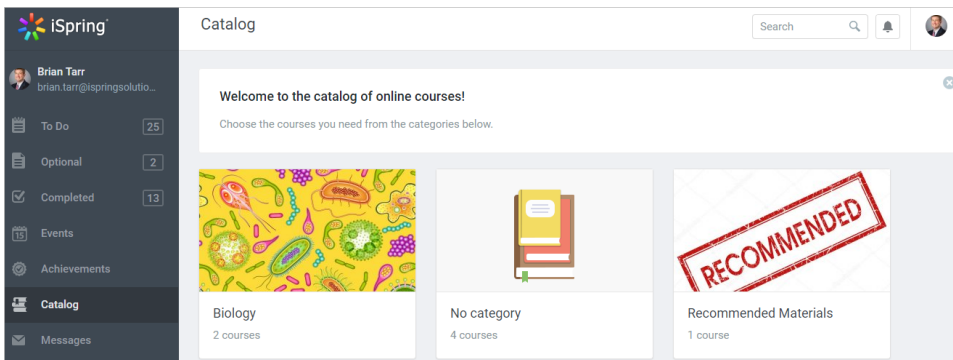 iSpring
Catalog
Search
Brian Tarr
brian.tarr@ispringsolutio...
To Do
25
Optional
2
Completed
13
15
Events
Achievements
Catalog
Messages
Welcome to the catalog of online courses!
Choose the courses you need from the categories below.
RECOMMENDED
Biology
2 courses
No category
4 courses
Recommended Materials
1 course